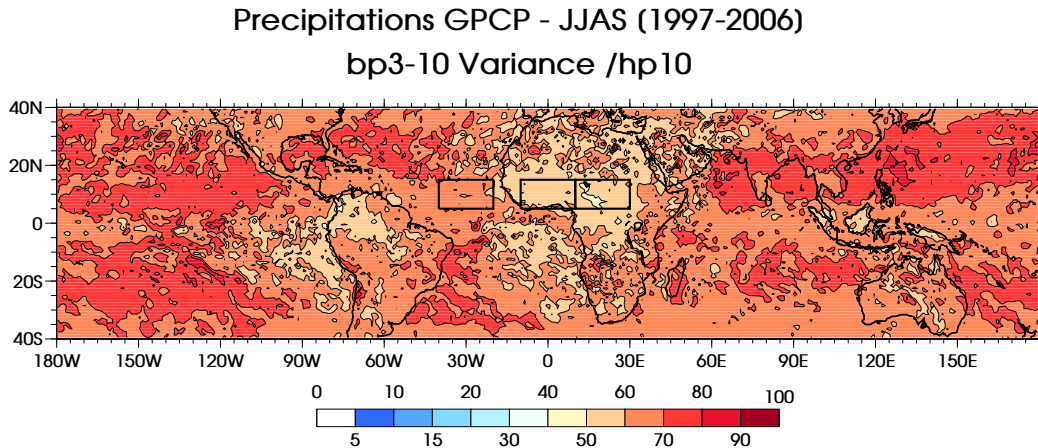 Precipitations GPCP - JJAS (1997-2006)
bp3-10 Variance /hp10
40N
20N
0
20S
40S
180W 150W 120W 90W 60W 30W 0 30E 60E 90E 120E 150E
0 10 20 40 60 80 100
5 15 30 50 70 90